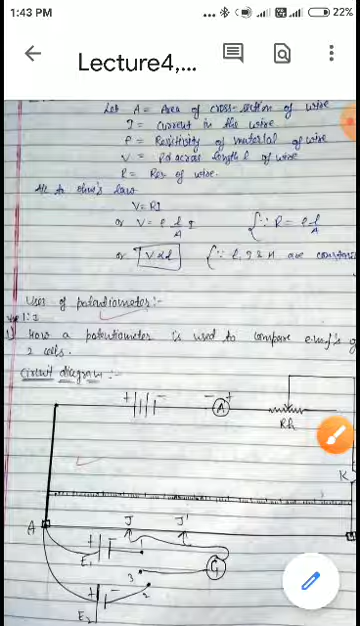 1:43 PM
22%
Lecture4,...
Let A = Area of cross-section of wire
I = Current in the wire
ρ = Resistivity of material of wire
V = Pd across length l of wire
R = Res of wire.
Acc to ohm's law
V = RI
or V = ρ l/A I {∵ R = ρ l/A
or V ∝ l {∵ ρ, I & A are constant
Uses of potentiometer :-
1) How a potentiometer is used to compare e.m.f's of
2 cells.
Circuit diagram :-
+ - - + A
Rh
K
A J J'
+ - 1
E1 3 G
+ - 2
E2